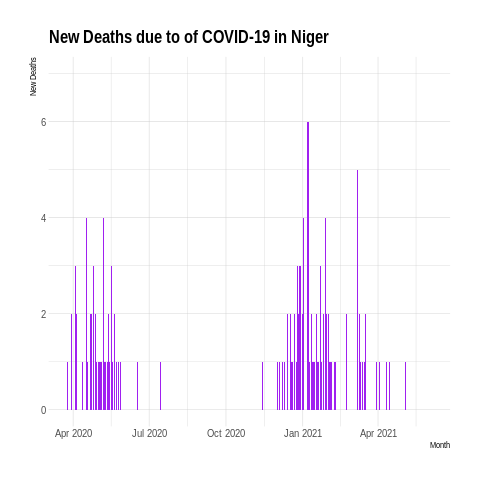 New Deaths due to of COVID-19 in Niger
New Deaths
6
4
2
0
Apr 2020 Jul 2020 Oct 2020 Jan 2021 Apr 2021
Month